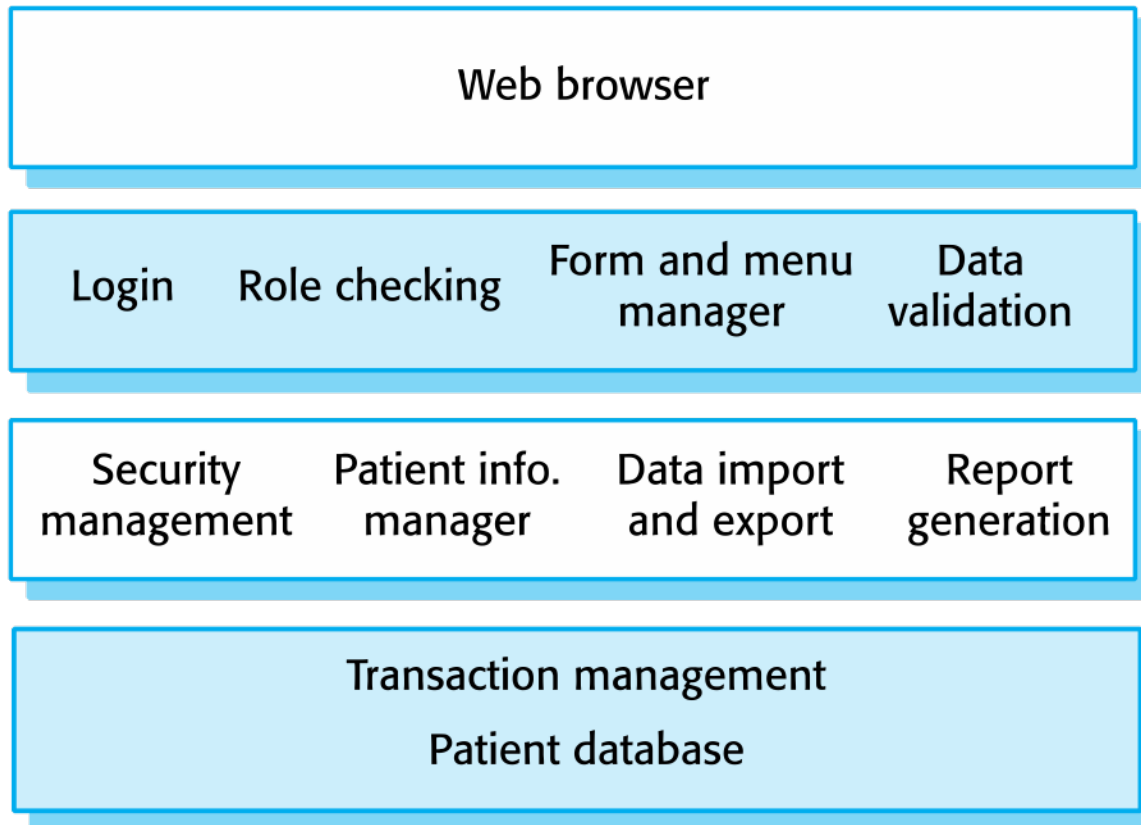 Web browser
Login
Role checking
Form and menu
manager
Data
validation
Security
management
Patient info.
manager
Data import
and export
Report
generation
Transaction management
Patient database